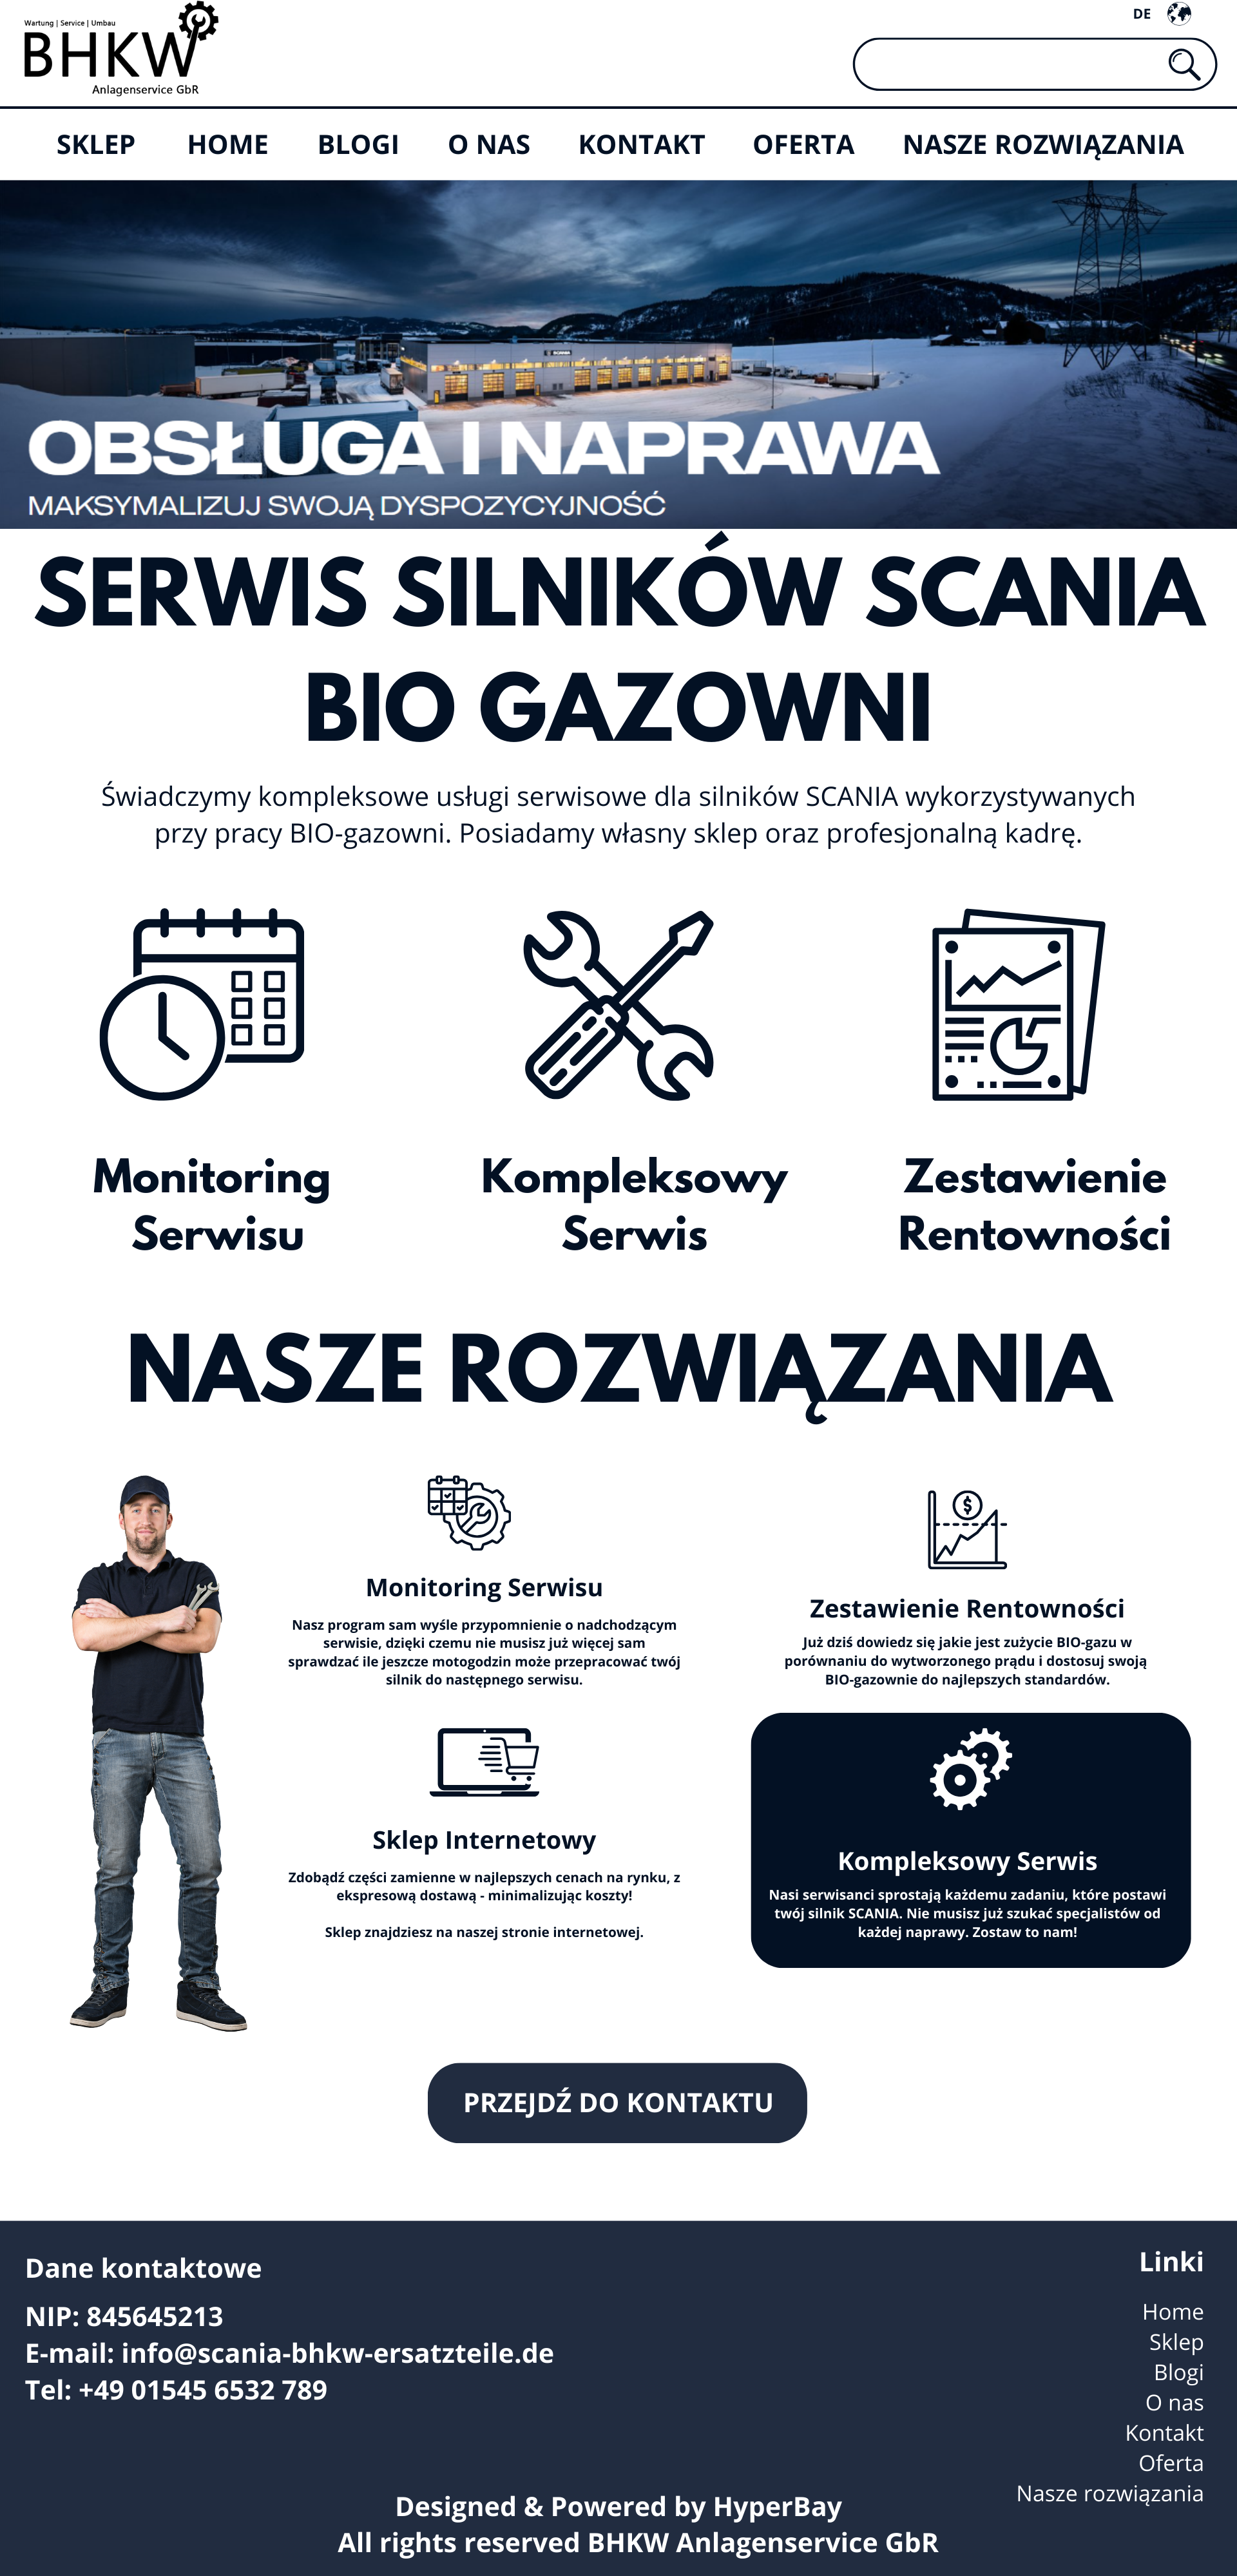 Wartung | Service | Umbau
BHKW
Anlagenservice GbR
DE
SKLEP HOME BLOGI O NAS KONTAKT OFERTA NASZE ROZWIĄZANIA
SCANIA
OBSŁUGA I NAPRAWA
MAKSYMALIZUJ SWOJĄ DYSPOZYCYJNOŚĆ
SERWIS SILNIKÓW SCANIA
BIO GAZOWNI
Świadczymy kompleksowe usługi serwisowe dla silników SCANIA wykorzystywanych
przy pracy BIO-gazowni. Posiadamy własny sklep oraz profesjonalną kadrę.
Monitoring
Serwisu
Kompleksowy
Serwis
Zestawienie
Rentowności
NASZE ROZWIĄZANIA
Monitoring Serwisu
Nasz program sam wyśle przypomnienie o nadchodzącym
serwisie, dzięki czemu nie musisz już więcej sam
sprawdzać ile jeszcze motogodzin może przepracować twój
silnik do następnego serwisu.
$
Zestawienie Rentowności
Już dziś dowiedz się jakie jest zużycie BIO-gazu w
porównaniu do wytworzonego prądu i dostosuj swoją
BIO-gazownie do najlepszych standardów.
Sklep Internetowy
Zdobądź części zamienne w najlepszych cenach na rynku, z
ekspresową dostawą - minimalizując koszty!
Sklep znajdziesz na naszej stronie internetowej.
Kompleksowy Serwis
Nasi serwisanci sprostają każdemu zadaniu, które postawi
twój silnik SCANIA. Nie musisz już szukać specjalistów od
każdej naprawy. Zostaw to nam!
PRZEJDŹ DO KONTAKTU
Dane kontaktowe
NIP: 845645213
E-mail: info@scania-bhkw-ersatzteile.de
Tel: +49 01545 6532 789
Linki
Home
Sklep
Blogi
O nas
Kontakt
Oferta
Nasze rozwiązania
Designed & Powered by HyperBay
All rights reserved BHKW Anlagenservice GbR